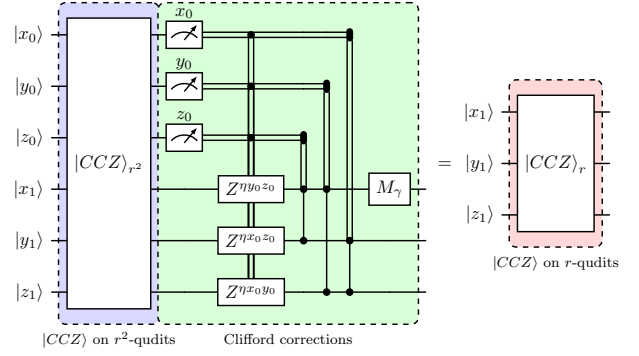 |x₀⟩
|y₀⟩
|z₀⟩
|x₁⟩
|y₁⟩
|z₁⟩
|CCZ⟩_{r²}
x₀
y₀
z₀
Z^{ηy₀z₀}
Z^{ηx₀z₀}
Z^{ηx₀y₀}
M_γ
|CCZ⟩ on r²-qudits
Clifford corrections
=
|x₁⟩
|y₁⟩
|z₁⟩
|CCZ⟩_r
|CCZ⟩ on r-qudits